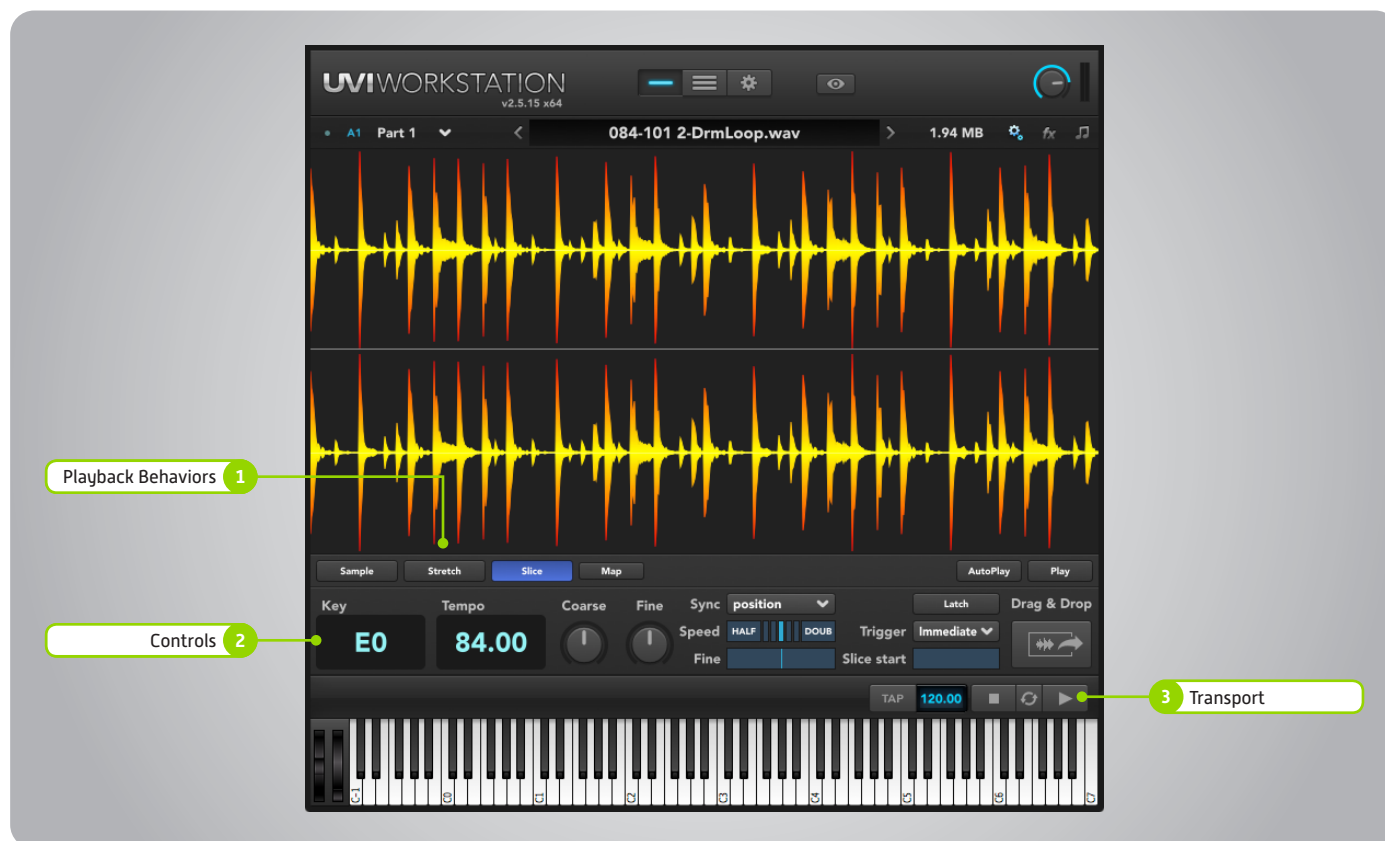 UVIWORKSTATION
v2.5.15 x64
A1 Part 1 084-101 2-DrmLoop.wav 1.94 MB fx
Playback Behaviors 1
Sample Stretch Slice Map AutoPlay Play
Key Tempo Coarse Fine Sync position Latch Drag & Drop
Controls 2
E0 84.00 Speed HALF DOUB Trigger Immediate
Fine Slice start
TAP 120.00
3 Transport
C-1 C0 C1 C2 C3 C4 C5 C6 C7